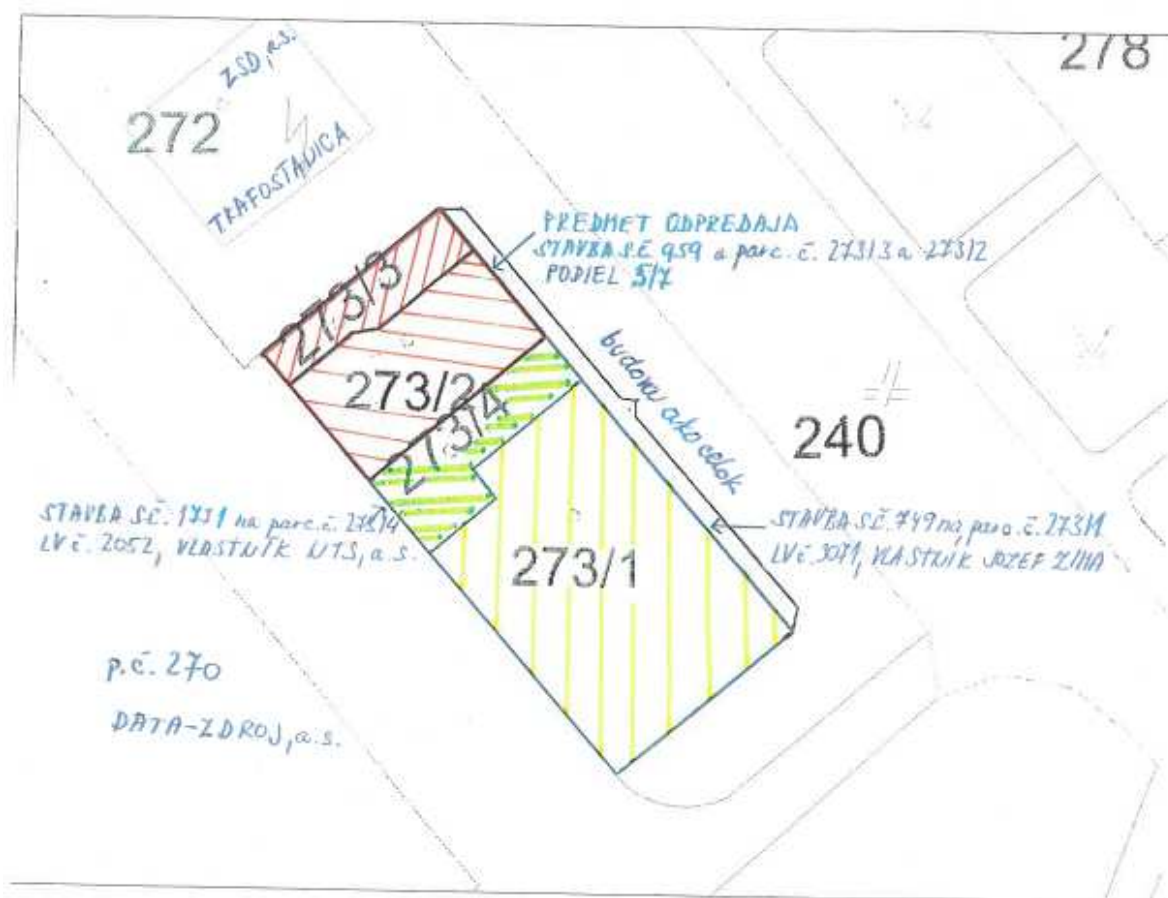 278
ZSD, a.s.
272
TRAFOSTANICA
PREDMET ODPREDAJA
STAVBA S.Č. 959 a parc. č. 273/3 a 273/2
PODIEL 5/7
273/3
budova ako celok
273/2
273/4
240
STAVBA S.Č. 1731 na parc. č. 273/4
LV č. 2052, VLASTNÍK NTS, a.s.
STAVBA S.Č. 749 na parc. č. 273/1
LV č. 3071, VLASTNÍK JOZEF ZIMA
273/1
p.č. 270
DATA-ZDROJ, a.s.